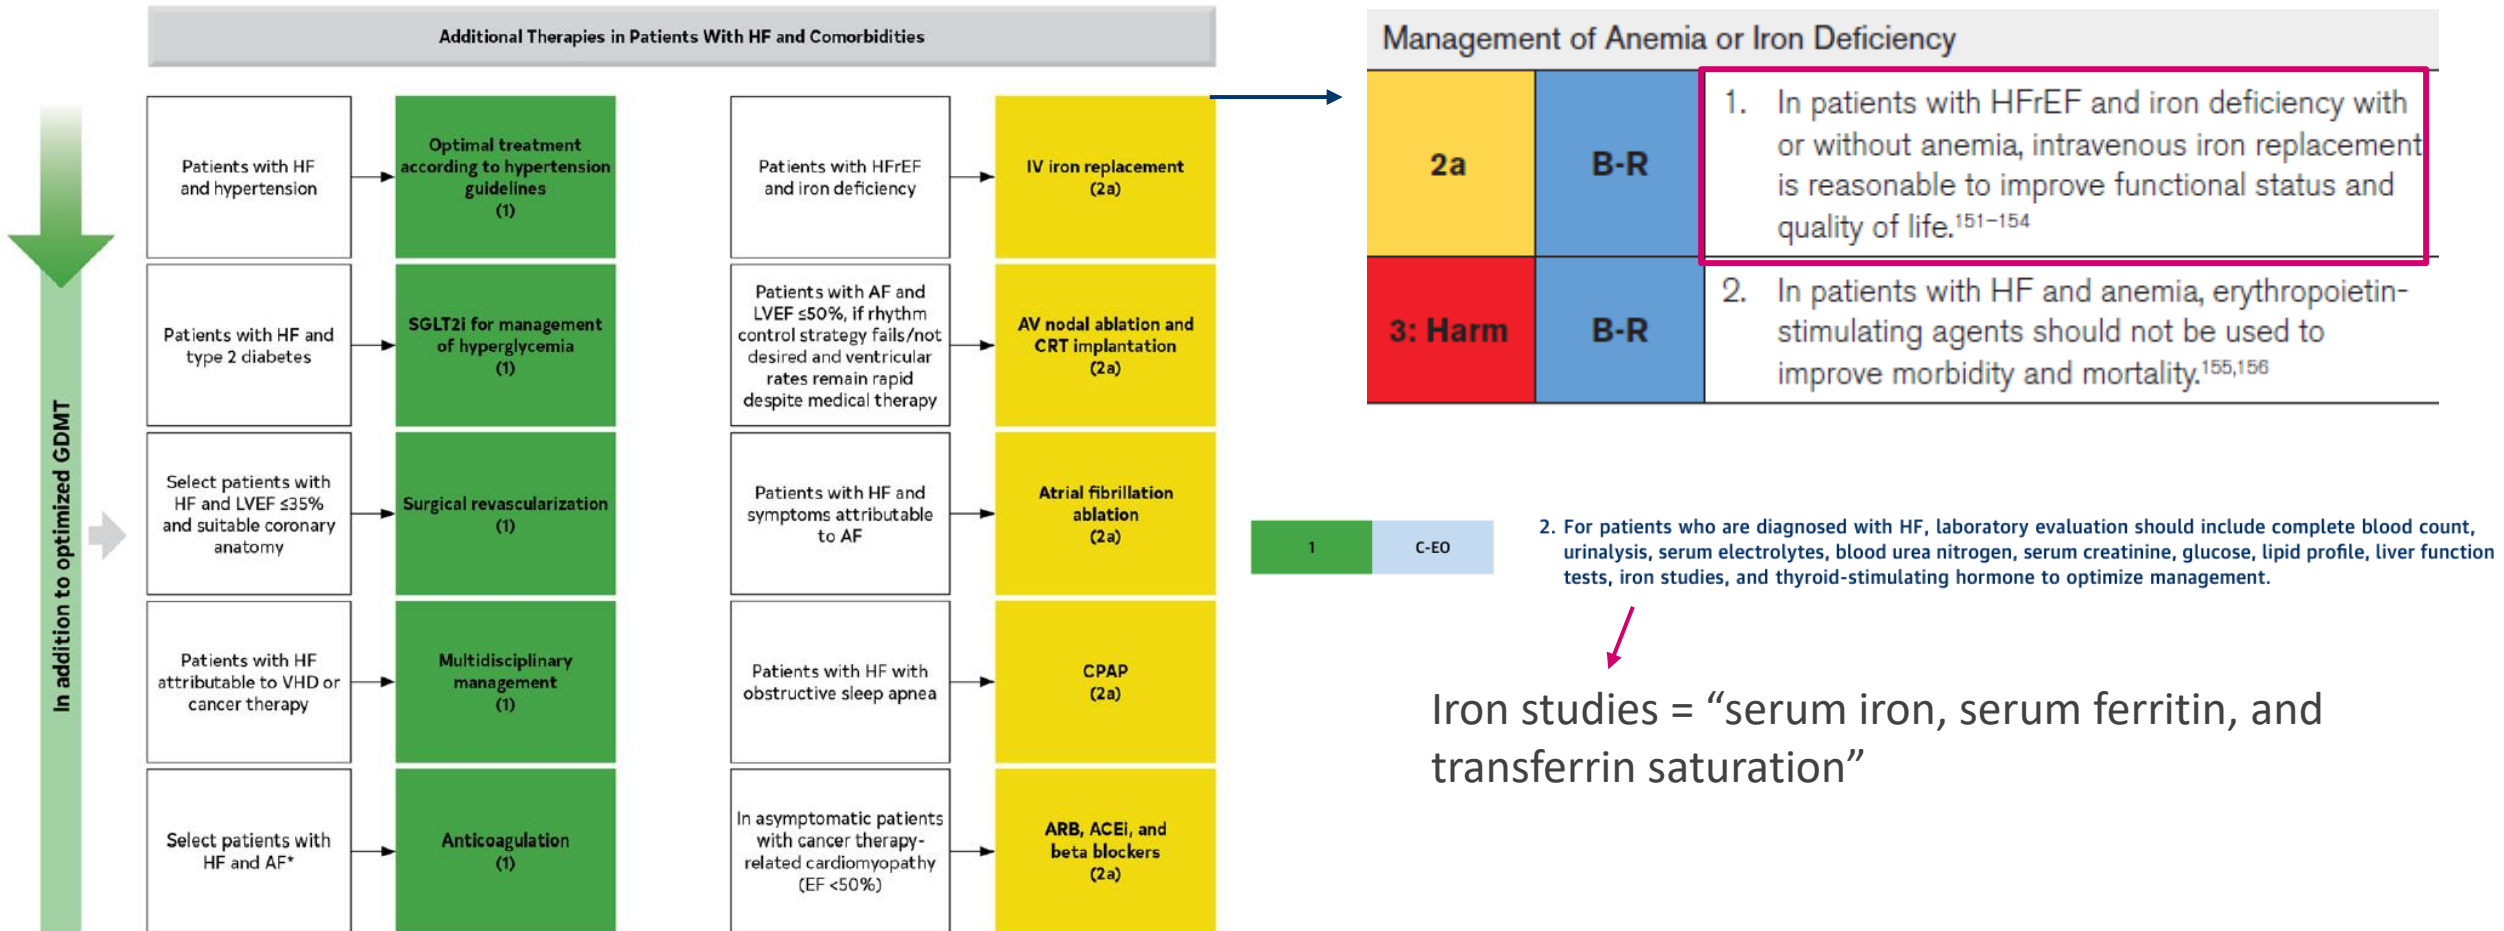 Additional Therapies in Patients With HF and Comorbidities
In addition to optimized GDMT
Patients with HF
and hypertension
Optimal treatment
according to hypertension
guidelines
(1)
Patients with HF and
type 2 diabetes
SGLT2i for management
of hyperglycemia
(1)
Select patients with
HF and LVEF ≤35%
and suitable coronary
anatomy
Surgical revascularization
(1)
Patients with HF
attributable to VHD or
cancer therapy
Multidisciplinary
management
(1)
Select patients with
HF and AF*
Anticoagulation
(1)
Patients with HFrEF
and iron deficiency
IV iron replacement
(2a)
Patients with AF and
LVEF ≤50%, if rhythm
control strategy fails/not
desired and ventricular
rates remain rapid
despite medical therapy
AV nodal ablation and
CRT implantation
(2a)
Patients with HF and
symptoms attributable
to AF
Atrial fibrillation
ablation
(2a)
Patients with HF with
obstructive sleep apnea
CPAP
(2a)
In asymptomatic patients
with cancer therapy-
related cardiomyopathy
(EF <50%)
ARB, ACEi, and
beta blockers
(2a)
Management of Anemia or Iron Deficiency
2a
B-R
1. In patients with HFrEF and iron deficiency with
or without anemia, intravenous iron replacement
is reasonable to improve functional status and
quality of life.151–154
3: Harm
B-R
2. In patients with HF and anemia, erythropoietin-
stimulating agents should not be used to
improve morbidity and mortality.155,156
1
C-EO
2. For patients who are diagnosed with HF, laboratory evaluation should include complete blood count,
urinalysis, serum electrolytes, blood urea nitrogen, serum creatinine, glucose, lipid profile, liver function
tests, iron studies, and thyroid-stimulating hormone to optimize management.
Iron studies = “serum iron, serum ferritin, and
transferrin saturation”